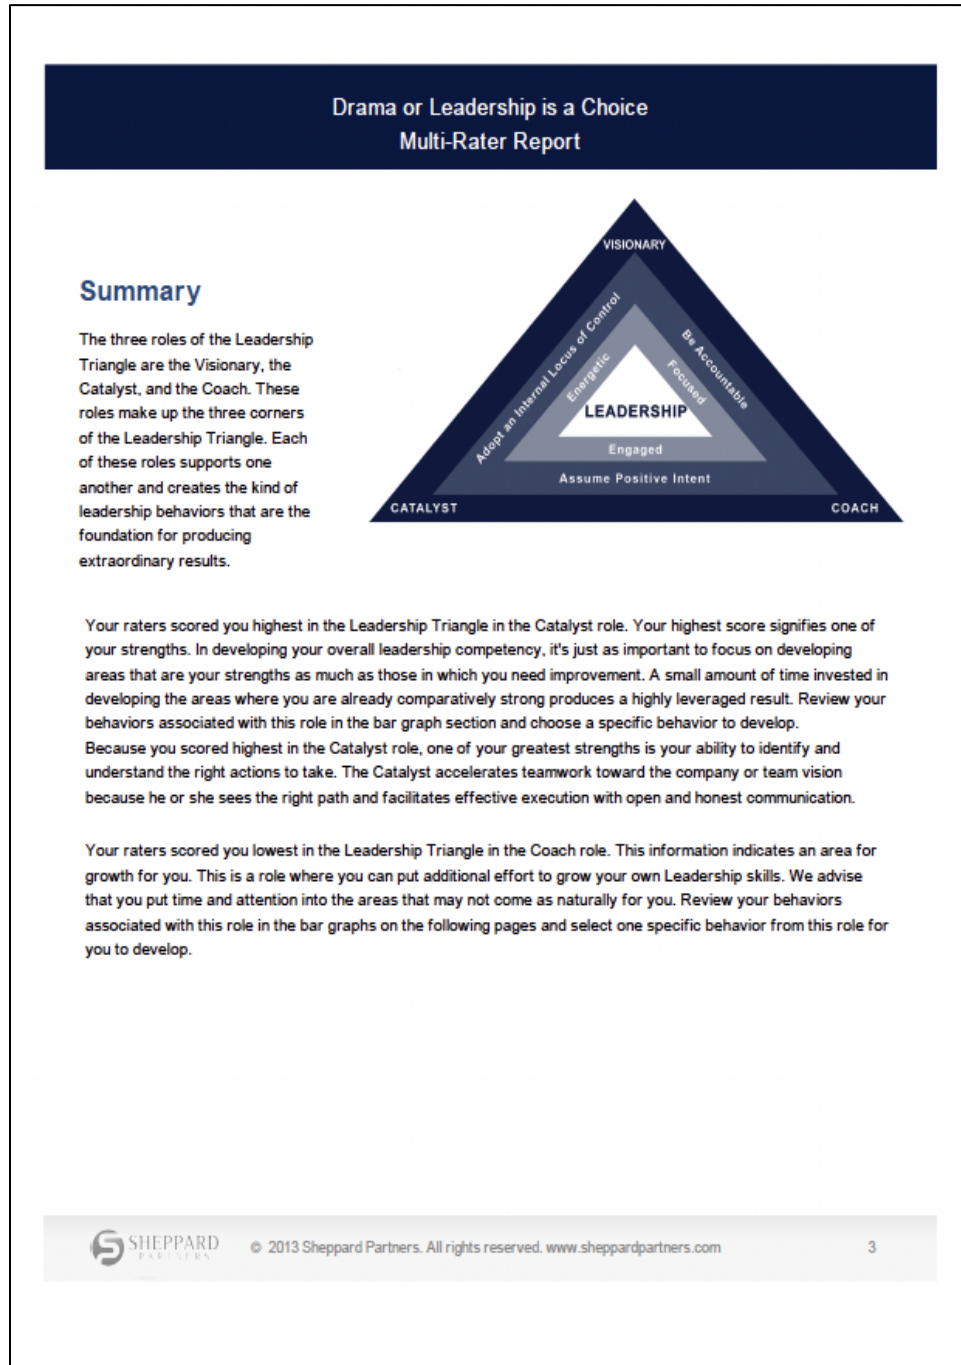 Drama or Leadership is a Choice
Multi-Rater Report
Summary
The three roles of the Leadership
Triangle are the Visionary, the
Catalyst, and the Coach. These
roles make up the three corners
of the Leadership Triangle. Each
of these roles supports one
another and creates the kind of
leadership behaviors that are the
foundation for producing
extraordinary results.
VISIONARY
Adopt an Internal Locus of Control
Be Accountable
Energetic
Focused
LEADERSHIP
Engaged
Assume Positive Intent
CATALYST
COACH
Your raters scored you highest in the Leadership Triangle in the Catalyst role. Your highest score signifies one of
your strengths. In developing your overall leadership competency, it's just as important to focus on developing
areas that are your strengths as much as those in which you need improvement. A small amount of time invested in
developing the areas where you are already comparatively strong produces a highly leveraged result. Review your
behaviors associated with this role in the bar graph section and choose a specific behavior to develop.
Because you scored highest in the Catalyst role, one of your greatest strengths is your ability to identify and
understand the right actions to take. The Catalyst accelerates teamwork toward the company or team vision
because he or she sees the right path and facilitates effective execution with open and honest communication.
Your raters scored you lowest in the Leadership Triangle in the Coach role. This information indicates an area for
growth for you. This is a role where you can put additional effort to grow your own Leadership skills. We advise
that you put time and attention into the areas that may not come as naturally for you. Review your behaviors
associated with this role in the bar graphs on the following pages and select one specific behavior from this role for
you to develop.
SHEPPARD
PARTNERS
© 2013 Sheppard Partners. All rights reserved. www.sheppardpartners.com
3